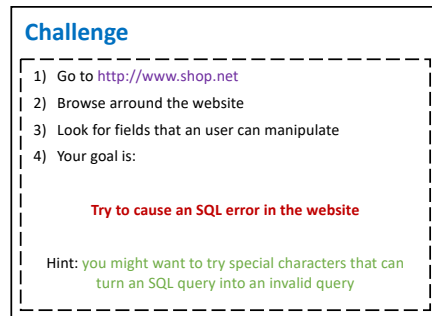 Challenge
1) Go to http://www.shop.net
2) Browse arround the website
3) Look for fields that an user can manipulate
4) Your goal is:
Try to cause an SQL error in the website
Hint: you might want to try special characters that can
turn an SQL query into an invalid query